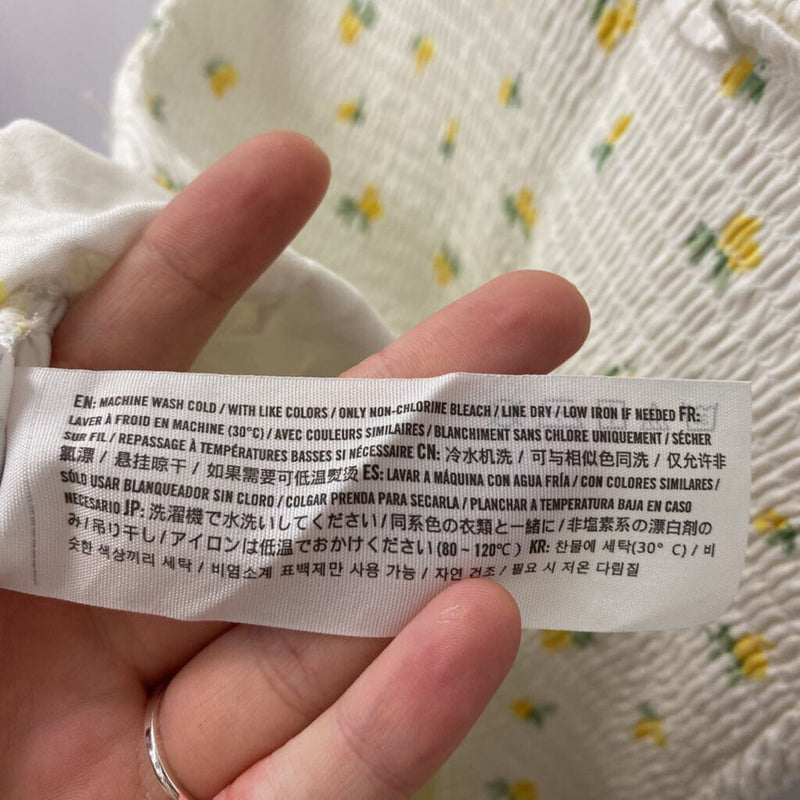 EN: MACHINE WASH COLD / WITH LIKE COLORS / ONLY NON-CHLORINE BLEACH / LINE DRY / LOW IRON IF NEEDED FR:
LAVER À FROID EN MACHINE (30°C) / AVEC COULEURS SIMILAIRES / BLANCHIMENT SANS CHLORE UNIQUEMENT / SÉCHER
SUR FIL / REPASSAGE À TEMPÉRATURES BASSES SI NÉCESSAIRE CN: 冷水机洗 / 可与相似色同洗 / 仅允许非
氯漂 / 悬挂晾干 / 如果需要可低温熨烫 ES: LAVAR A MÁQUINA CON AGUA FRÍA / CON COLORES SIMILARES /
SÓLO USAR BLANQUEADOR SIN CLORO / COLGAR PRENDA PARA SECARLA / PLANCHAR A TEMPERATURA BAJA EN CASO
NECESARIO JP: 洗濯機で水洗いしてください / 同系色の衣類と一緒に / 非塩素系の漂白剤の
み / 吊り干し / アイロンは低温でおかけください (80 ~ 120℃) KR: 찬물에 세탁(30° C) / 비
슷한 색상끼리 세탁 / 비염소계 표백제만 사용 가능 / 자연 건조 / 필요 시 저온 다림질